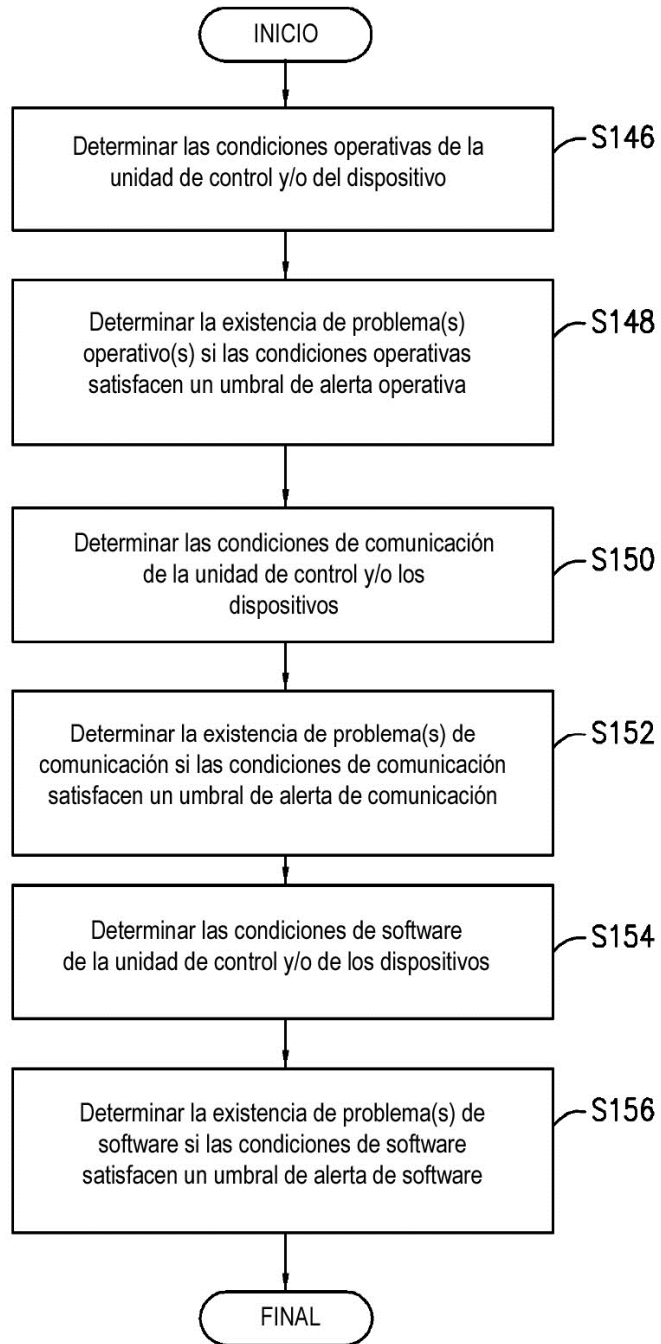 INICIO
Determinar las condiciones operativas de la
unidad de control y/o del dispositivo
S146
Determinar la existencia de problema(s)
operativo(s) si las condiciones operativas
satisfacen un umbral de alerta operativa
S148
Determinar las condiciones de comunicación
de la unidad de control y/o los
dispositivos
S150
Determinar la existencia de problema(s) de
comunicación si las condiciones de comunicación
satisfacen un umbral de alerta de comunicación
S152
Determinar las condiciones de software
de la unidad de control y/o de los dispositivos
S154
Determinar la existencia de problema(s) de
software si las condiciones de software
satisfacen un umbral de alerta de software
S156
FINAL